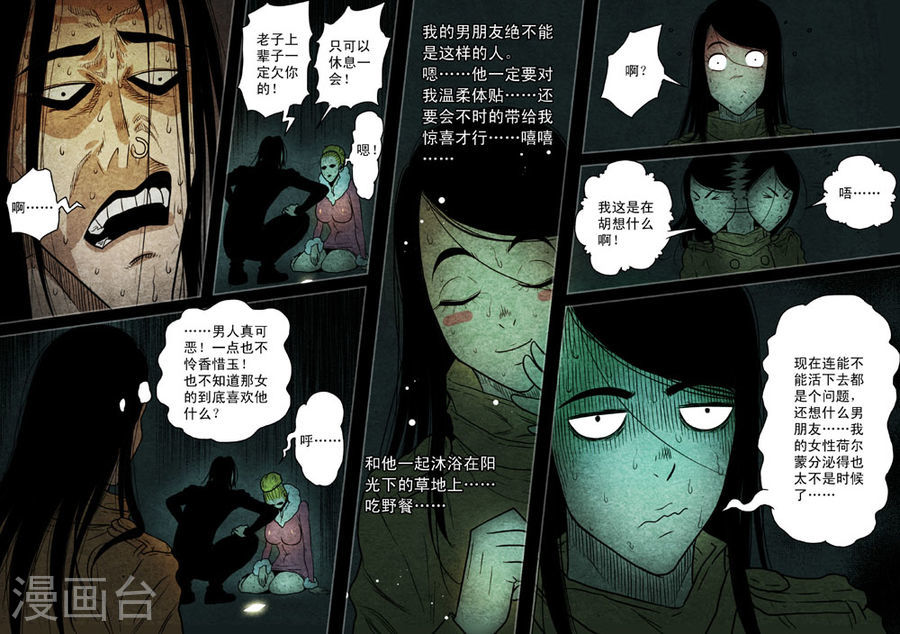 啊……
老子上
辈子一
定欠你
的！
只可以
休息一
会！
嗯！
……男人真可
恶！一点也不
怜香惜玉！
也不知道那女
的到底喜欢他
什么？
呼……
我的男朋友绝不能
是这样的人。
嗯……他一定要对
我温柔体贴……还
要会不时的带给我
惊喜才行……嘻嘻
……
和他一起沐浴在阳
光下的草地上……
吃野餐……
啊？
唔……
我这是在
胡想什么
啊！
现在连能不
能活下去都
是个问题，
还想什么男
朋友……我
的女性荷尔
蒙分泌得也
太不是时候
了……
漫画台